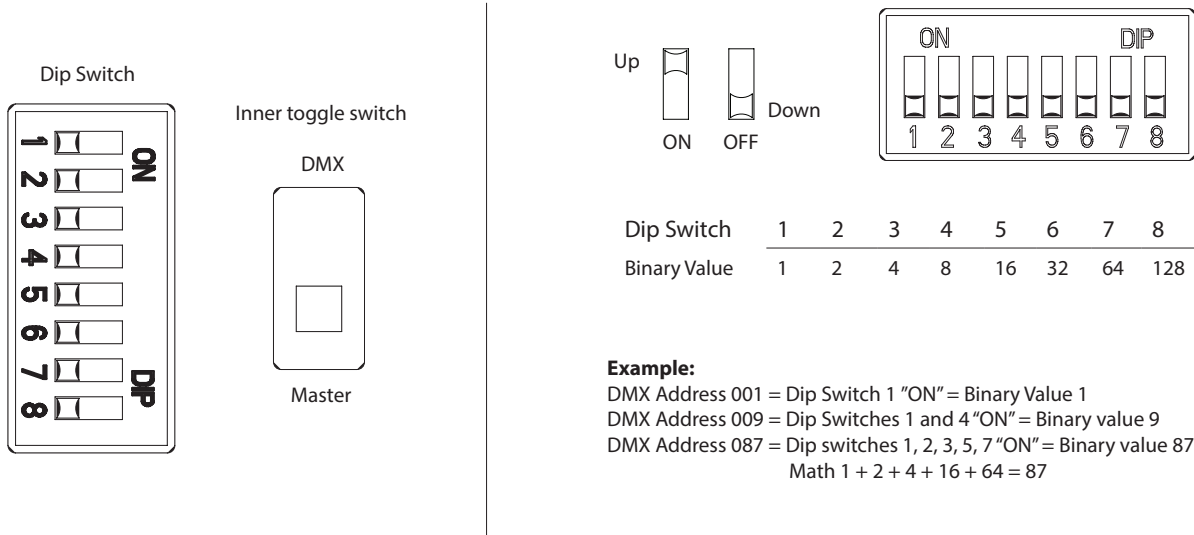 Dip Switch
1
2
3
4
5
6
7
8
ON
DIP
Inner toggle switch
DMX
Master
Up
Down
ON OFF
ON DIP
1 2 3 4 5 6 7 8
Dip Switch 1 2 3 4 5 6 7 8
Binary Value 1 2 4 8 16 32 64 128
Example:
DMX Address 001 = Dip Switch 1 ”ON” = Binary Value 1
DMX Address 009 = Dip Switches 1 and 4 “ON” = Binary value 9
DMX Address 087 = Dip switches 1, 2, 3, 5, 7 “ON” = Binary value 87
Math 1 + 2 + 4 + 16 + 64 = 87